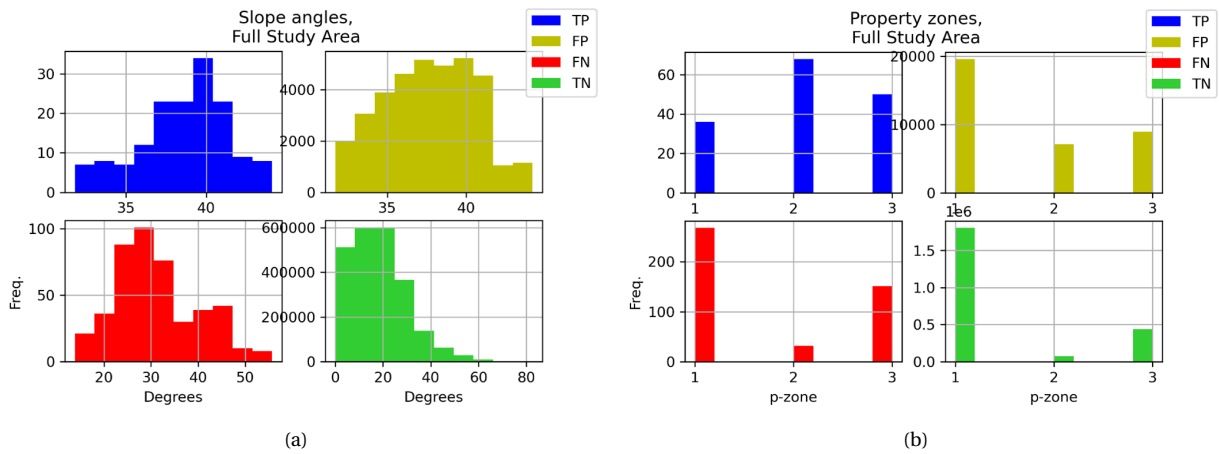 Slope angles,
Full Study Area
TP
FP
FN
TN
30
20
10
0
35
40
4000
2000
0
35
40
100
50
0
Freq.
20
30
40
50
Degrees
600000
400000
200000
0
0
20
40
60
80
Degrees
(a)
Property zones,
Full Study Area
TP
FP
FN
TN
60
40
20
0
1
2
3
20000
10000
0
1
2
3
200
100
0
Freq.
1
2
3
p-zone
1e6
1.5
1.0
0.5
0.0
1
2
3
p-zone
(b)